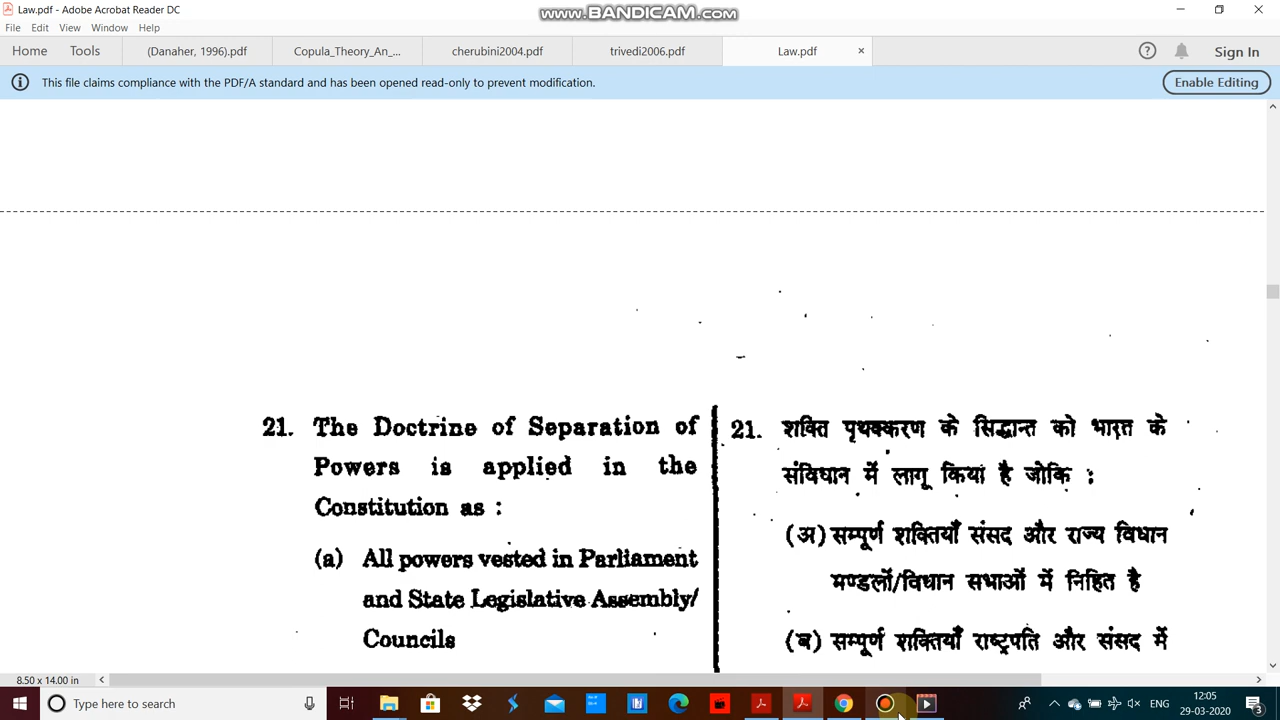 Law.pdf - Adobe Acrobat Reader DC
www.BANDICAM.com
File Edit View Window Help
Home Tools (Danaher, 1996).pdf Copula_Theory_An_... cherubini2004.pdf trivedi2006.pdf Law.pdf × Sign In
This file claims compliance with the PDF/A standard and has been opened read-only to prevent modification. Enable Editing
21. The Doctrine of Separation of
Powers is applied in the
Constitution as :
(a) All powers vested in Parliament
and State Legislative Assembly/
Councils
21. शक्ति पृथक्करण के सिद्धान्त को भारत के
संविधान में लागू किया है जोकि :
(अ) सम्पूर्ण शक्तियाँ संसद और राज्य विधान
मण्डलों/विधान सभाओं में निहित है
(ब) सम्पूर्ण शक्तियाँ राष्ट्रपति और संसद में
8.50 x 14.00 in
Type here to search
ENG
12:05
29-03-2020
3